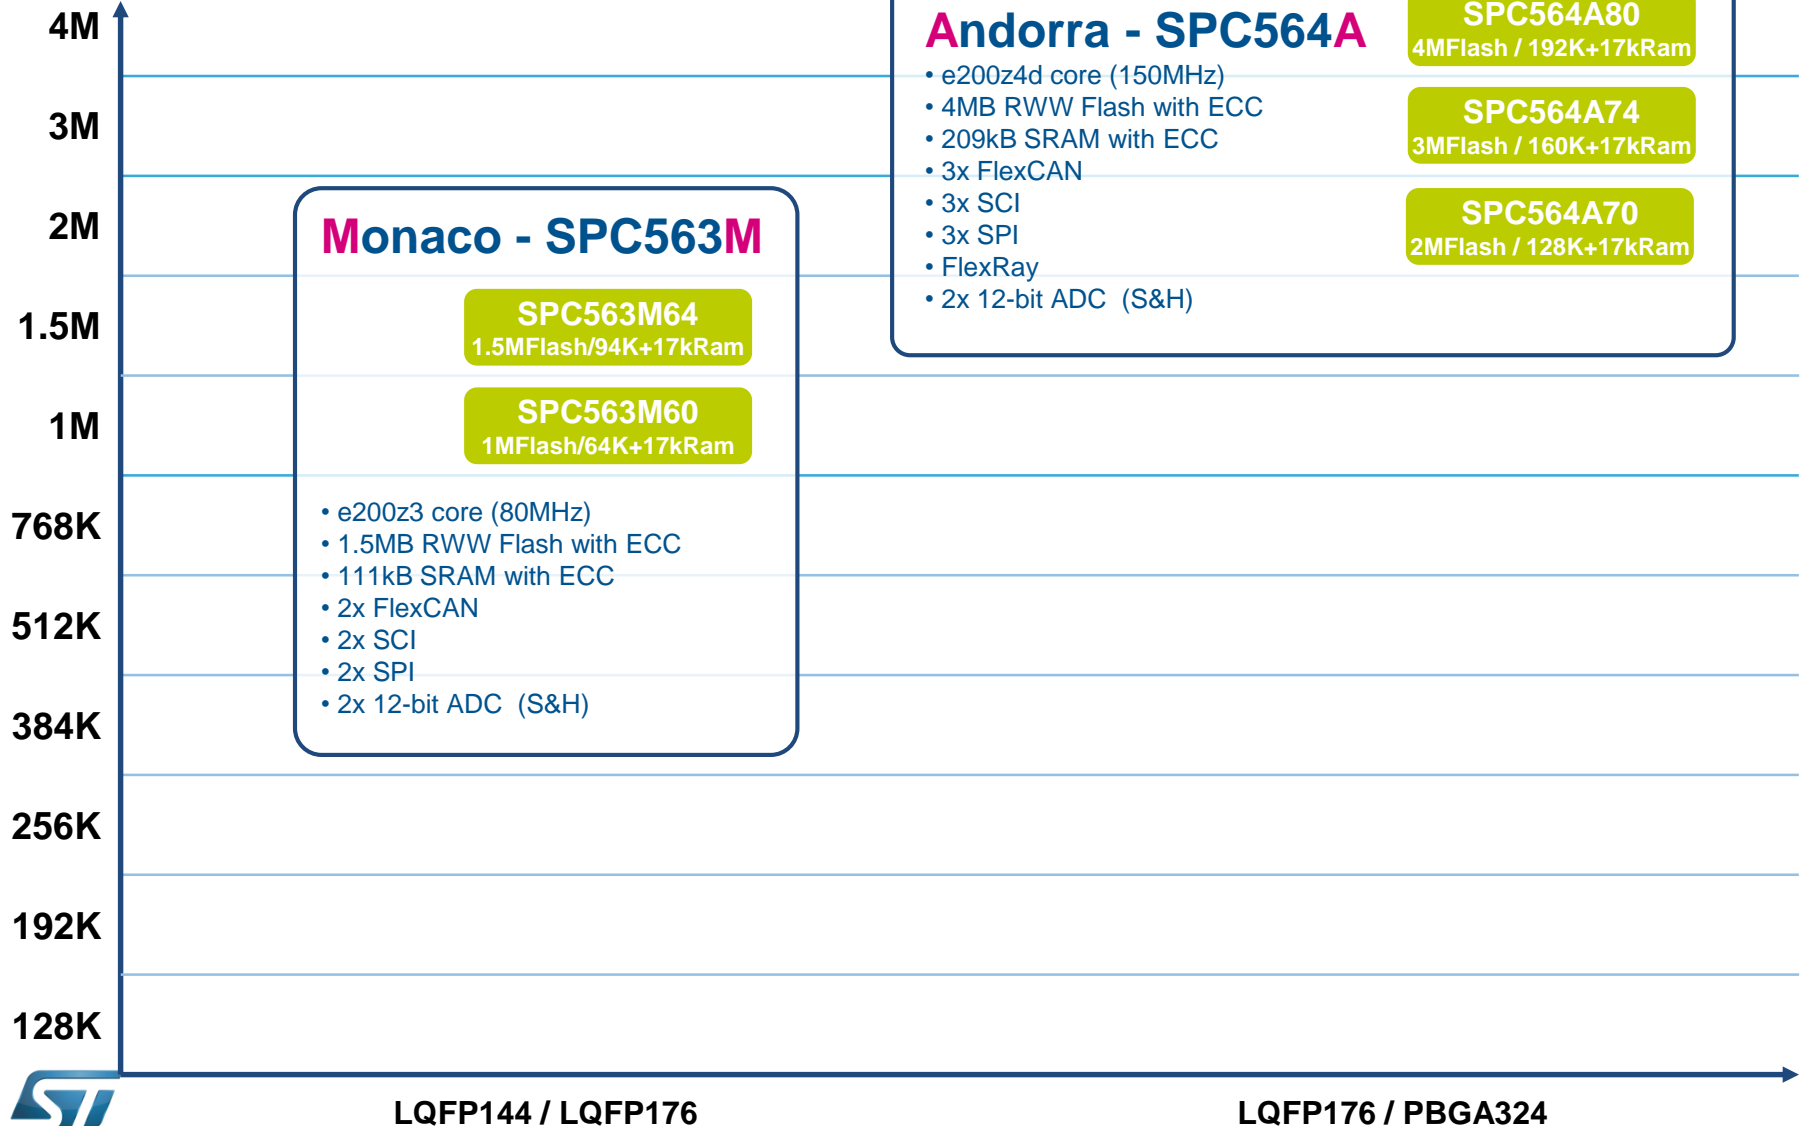 4M
3M
2M
1.5M
1M
768K
512K
384K
256K
192K
128K
Monaco - SPC563M
SPC563M64
1.5MFlash/94K+17kRam
SPC563M60
1MFlash/64K+17kRam
• e200z3 core (80MHz)
• 1.5MB RWW Flash with ECC
• 111kB SRAM with ECC
• 2x FlexCAN
• 2x SCI
• 2x SPI
• 2x 12-bit ADC (S&H)
Andorra - SPC564A
• e200z4d core (150MHz)
• 4MB RWW Flash with ECC
• 209kB SRAM with ECC
• 3x FlexCAN
• 3x SCI
• 3x SPI
• FlexRay
• 2x 12-bit ADC (S&H)
SPC564A80
4MFlash / 192K+17kRam
SPC564A74
3MFlash / 160K+17kRam
SPC564A70
2MFlash / 128K+17kRam
ST
LQFP144 / LQFP176
LQFP176 / PBGA324